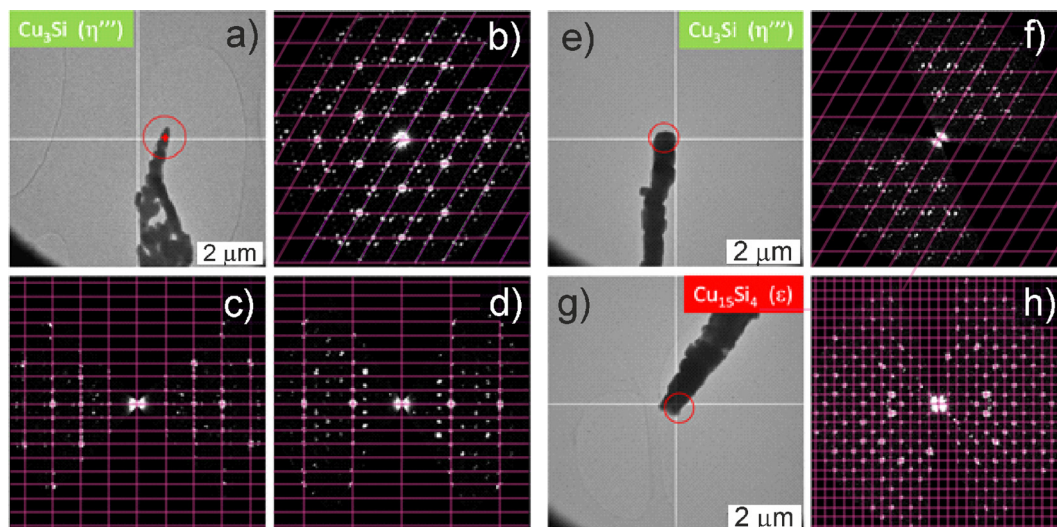 Cu₃Si (η''') a)
2 μm
b)
e) Cu₃Si (η''')
2 μm
f)
c)
d)
g) Cu₁₅Si₄ (ε)
2 μm
h)